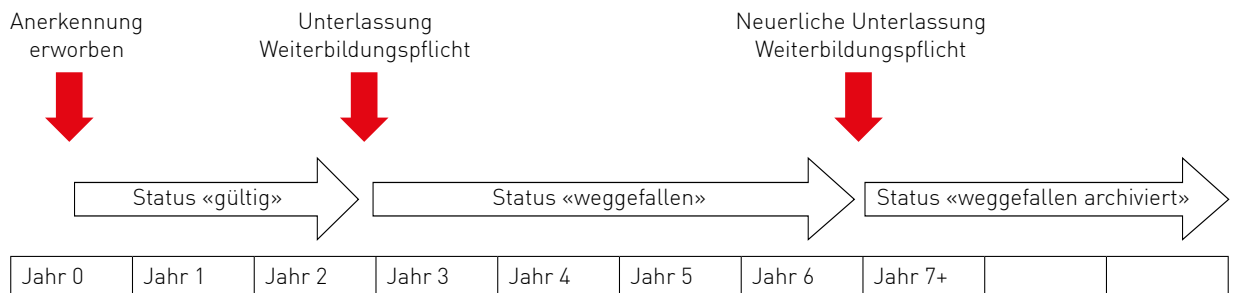 Anerkennung
erworben
Unterlassung
Weiterbildungspflicht
Neuerliche Unterlassung
Weiterbildungspflicht
Status «gültig»
Status «weggefallen»
Status «weggefallen archiviert»
Jahr 0 Jahr 1 Jahr 2 Jahr 3 Jahr 4 Jahr 5 Jahr 6 Jahr 7+